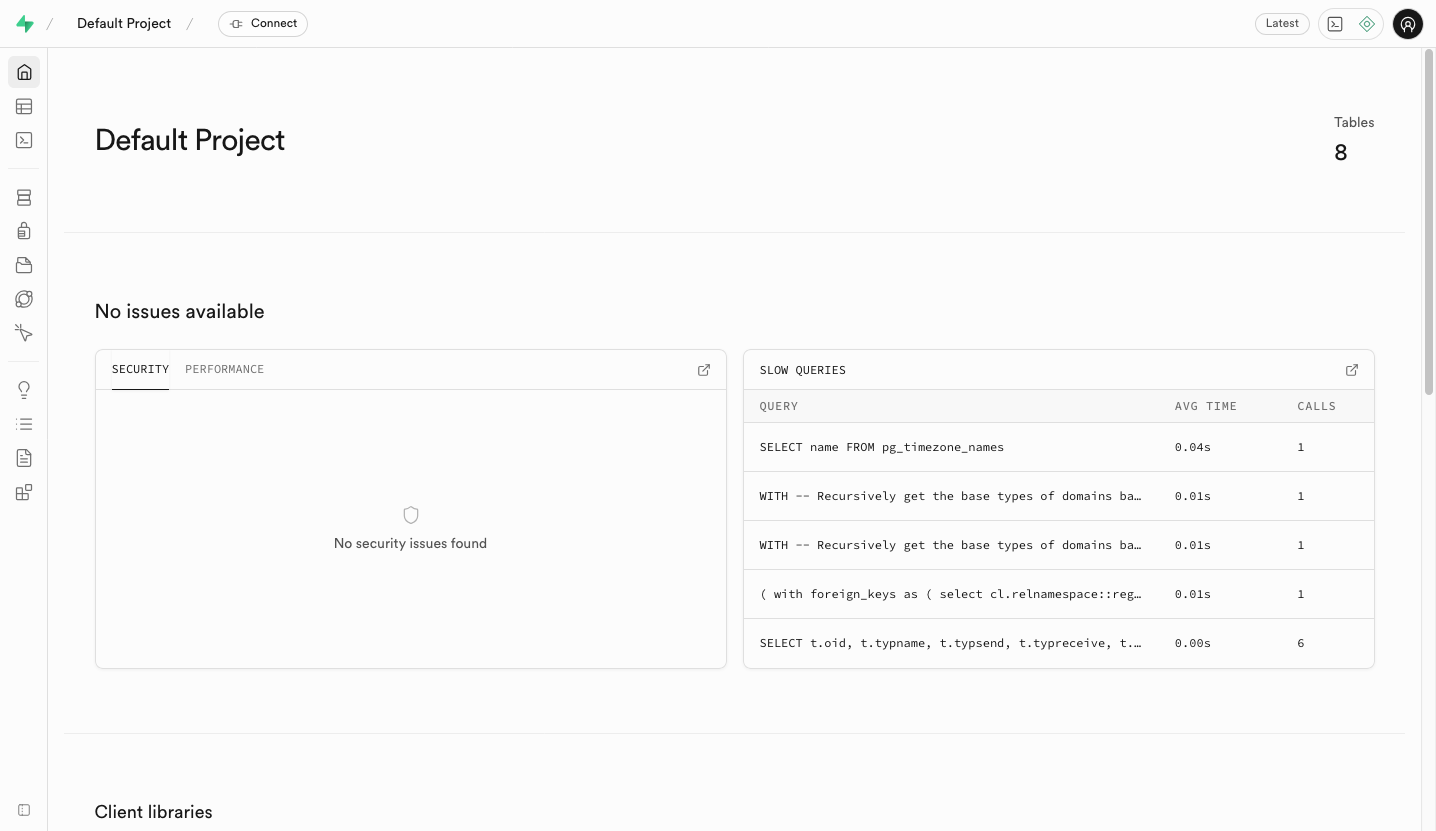 / Default Project / Connect Latest
Default Project
Tables
8
No issues available
SECURITY PERFORMANCE
No security issues found
SLOW QUERIES
QUERY AVG TIME CALLS
SELECT name FROM pg_timezone_names 0.04s 1
WITH -- Recursively get the base types of domains ba… 0.01s 1
WITH -- Recursively get the base types of domains ba… 0.01s 1
( with foreign_keys as ( select cl.relnamespace::reg… 0.01s 1
SELECT t.oid, t.typname, t.typsend, t.typreceive, t.… 0.00s 6
Client libraries